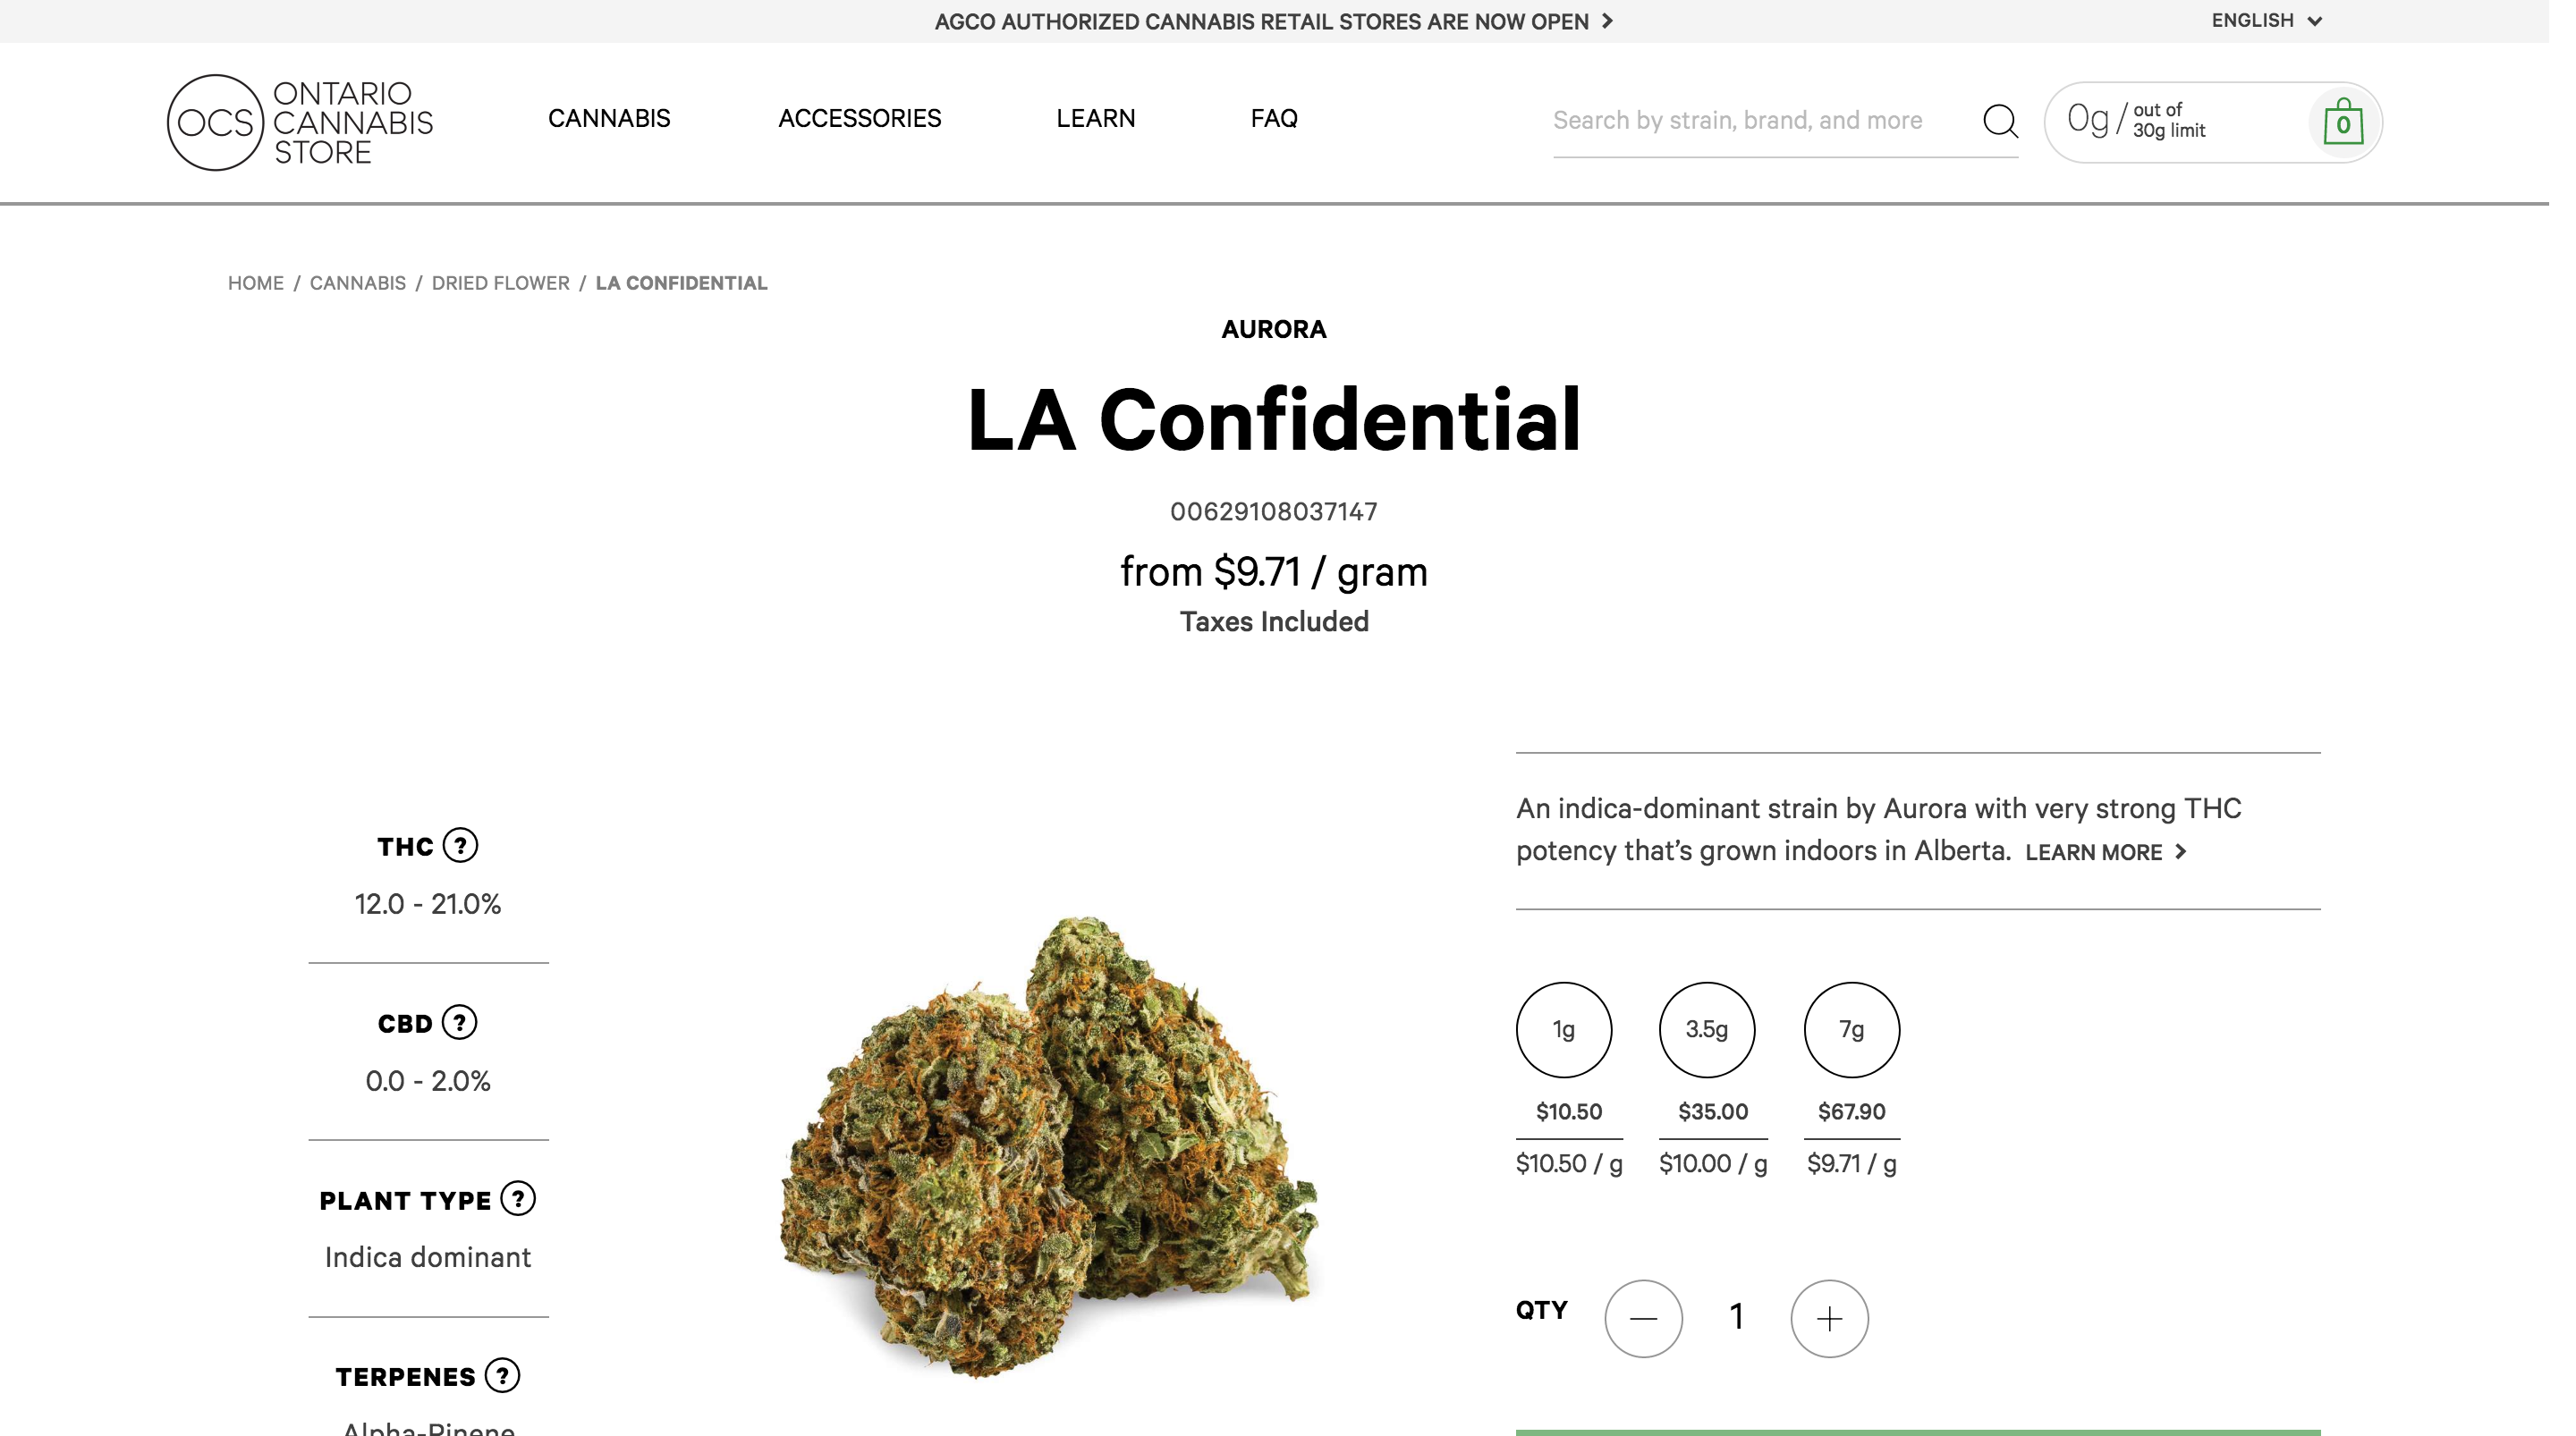 AGCO AUTHORIZED CANNABIS RETAIL STORES ARE NOW OPEN
ENGLISH
OCS
ONTARIO
CANNABIS
STORE
CANNABIS
ACCESSORIES
LEARN
FAQ
Search by strain, brand, and more
0g / out of
30g limit
0
HOME / CANNABIS / DRIED FLOWER / LA CONFIDENTIAL
AURORA
LA Confidential
00629108037147
from $9.71 / gram
Taxes Included
THC ?
12.0 - 21.0%
CBD ?
0.0 - 2.0%
PLANT TYPE ?
Indica dominant
TERPENES ?
Alpha-Pinene
An indica-dominant strain by Aurora with very strong THC
potency that’s grown indoors in Alberta. LEARN MORE
1g 3.5g 7g
$10.50 $35.00 $67.90
$10.50 / g $10.00 / g $9.71 / g
QTY — 1 +